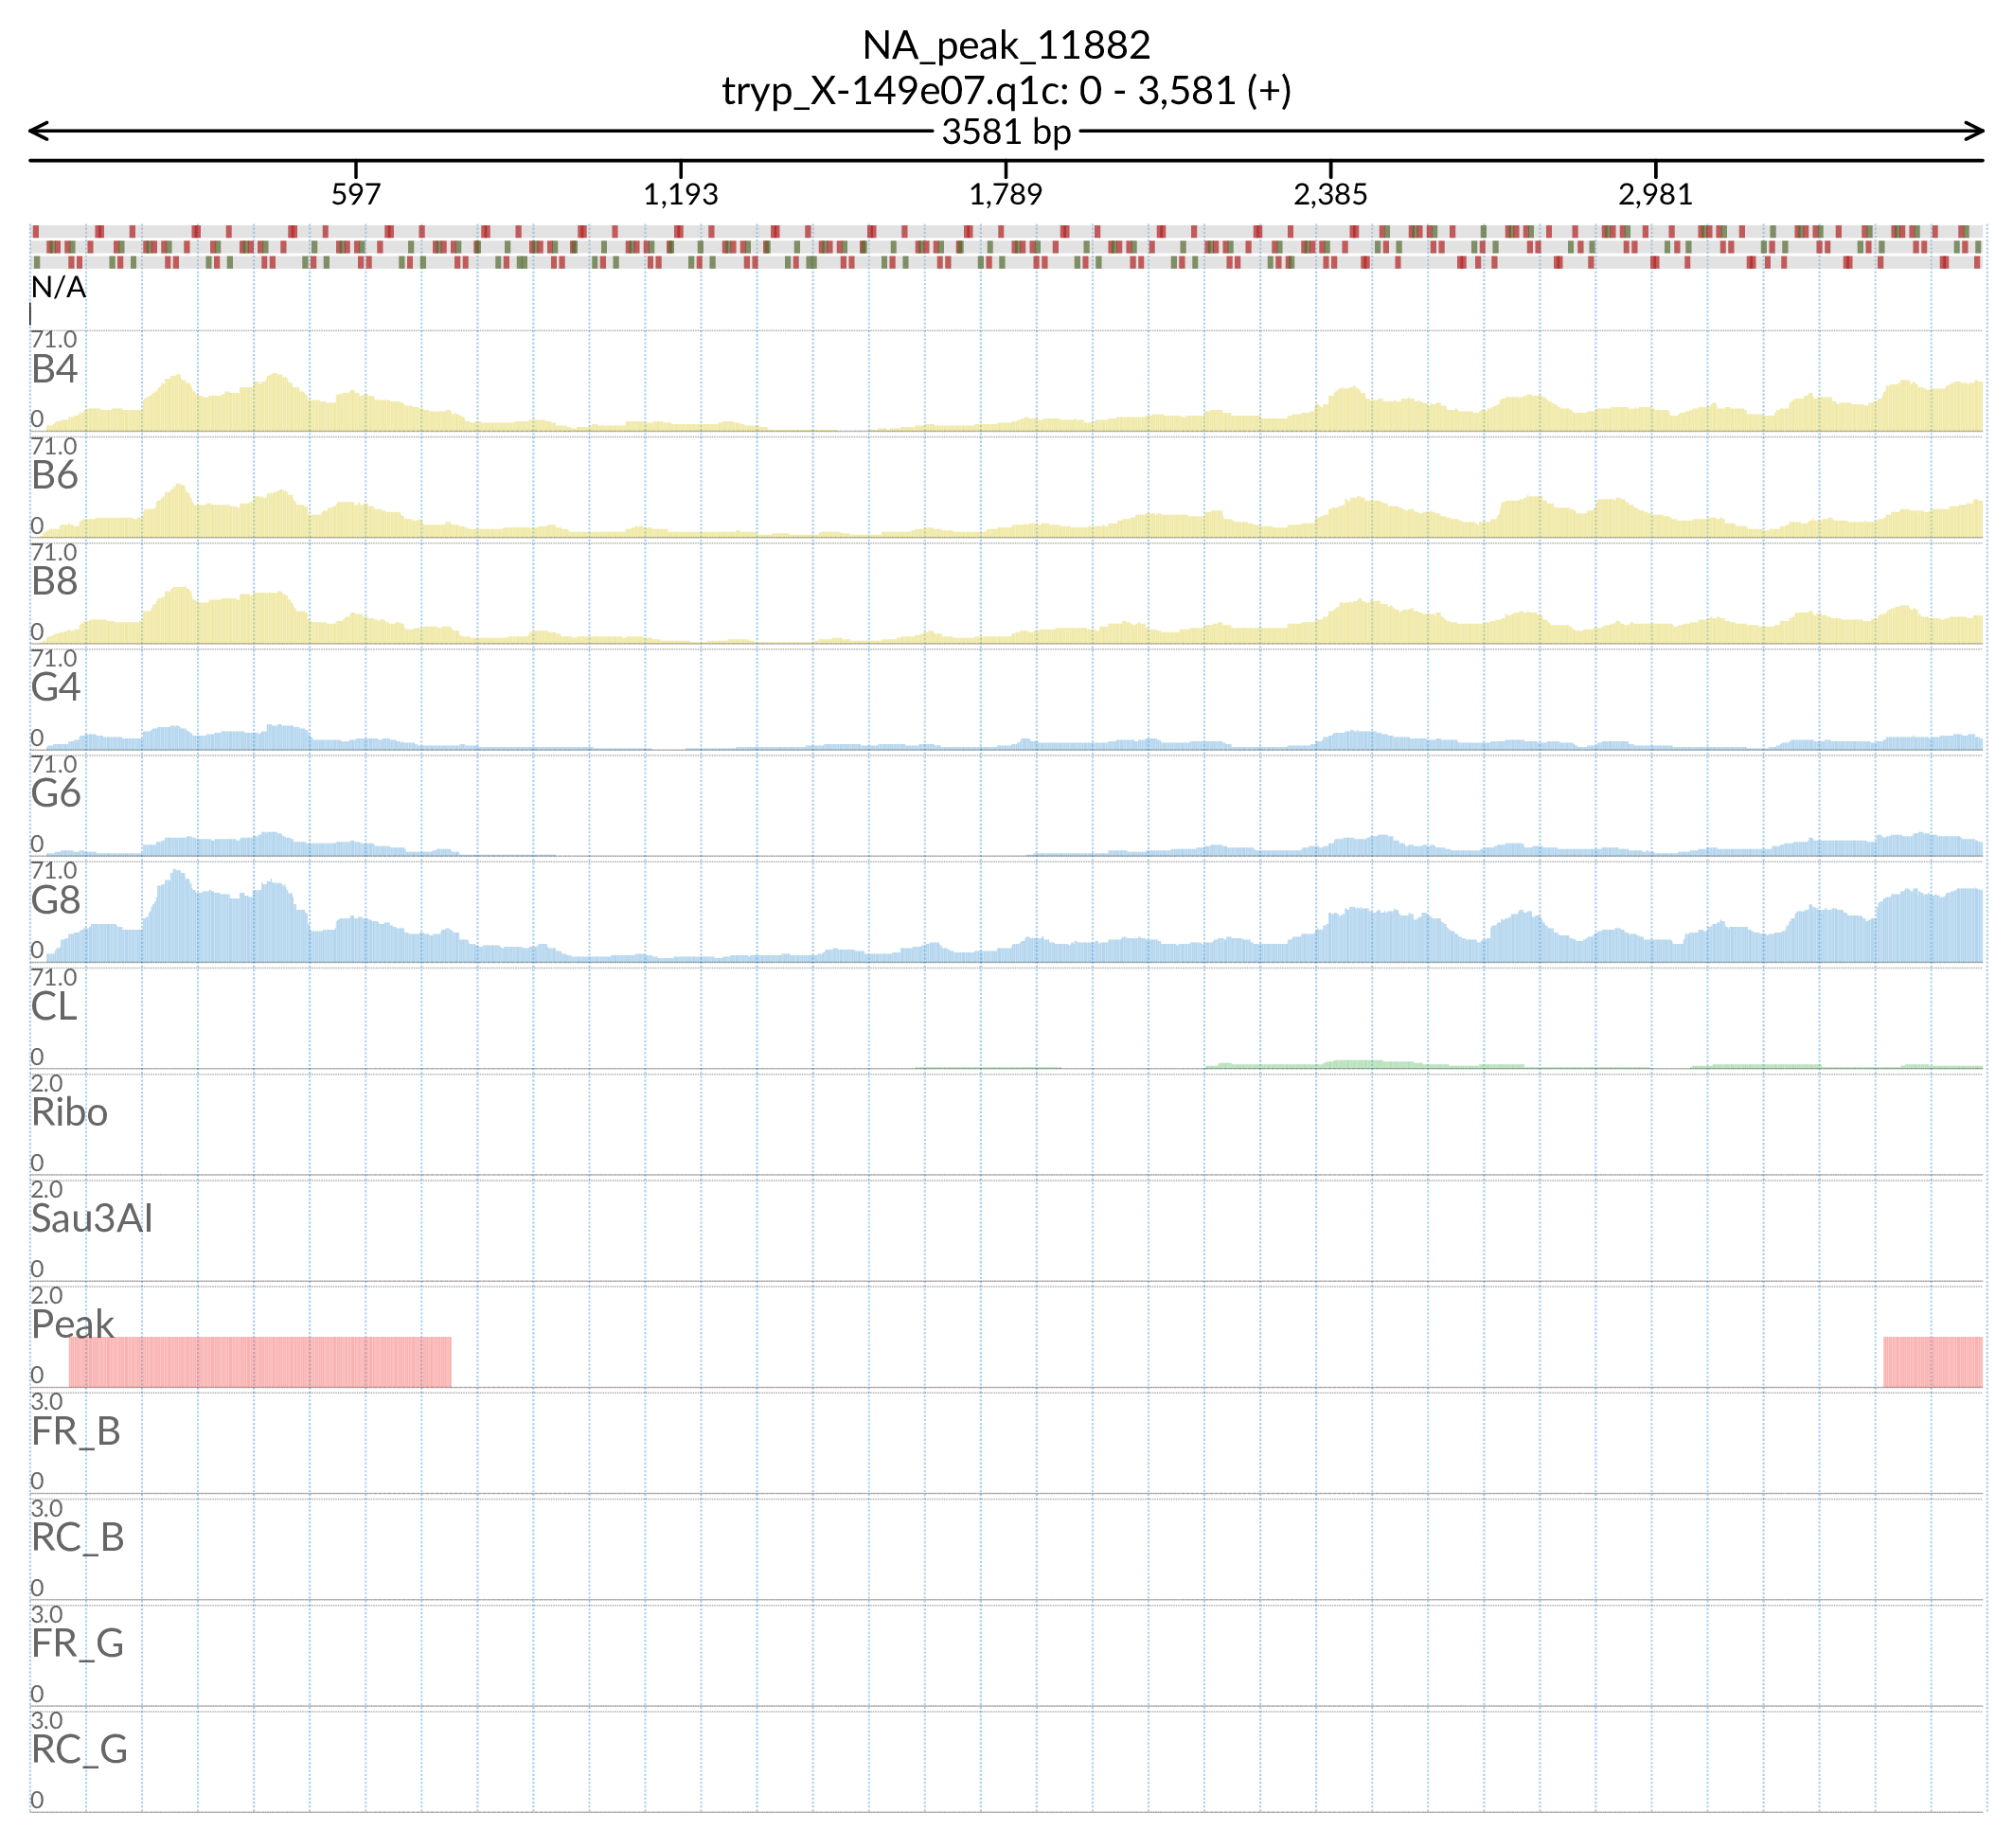 NA_peak_11882
tryp_X-149e07.q1c: 0 - 3,581 (+)
3581 bp
597 1,193 1,789 2,385 2,981
N/A
71.0
B4
0
71.0
B6
0
71.0
B8
0
71.0
G4
0
71.0
G6
0
71.0
G8
0
71.0
CL
0
2.0
Ribo
0
2.0
Sau3AI
0
2.0
Peak
0
3.0
FR_B
0
3.0
RC_B
0
3.0
FR_G
0
3.0
RC_G
0